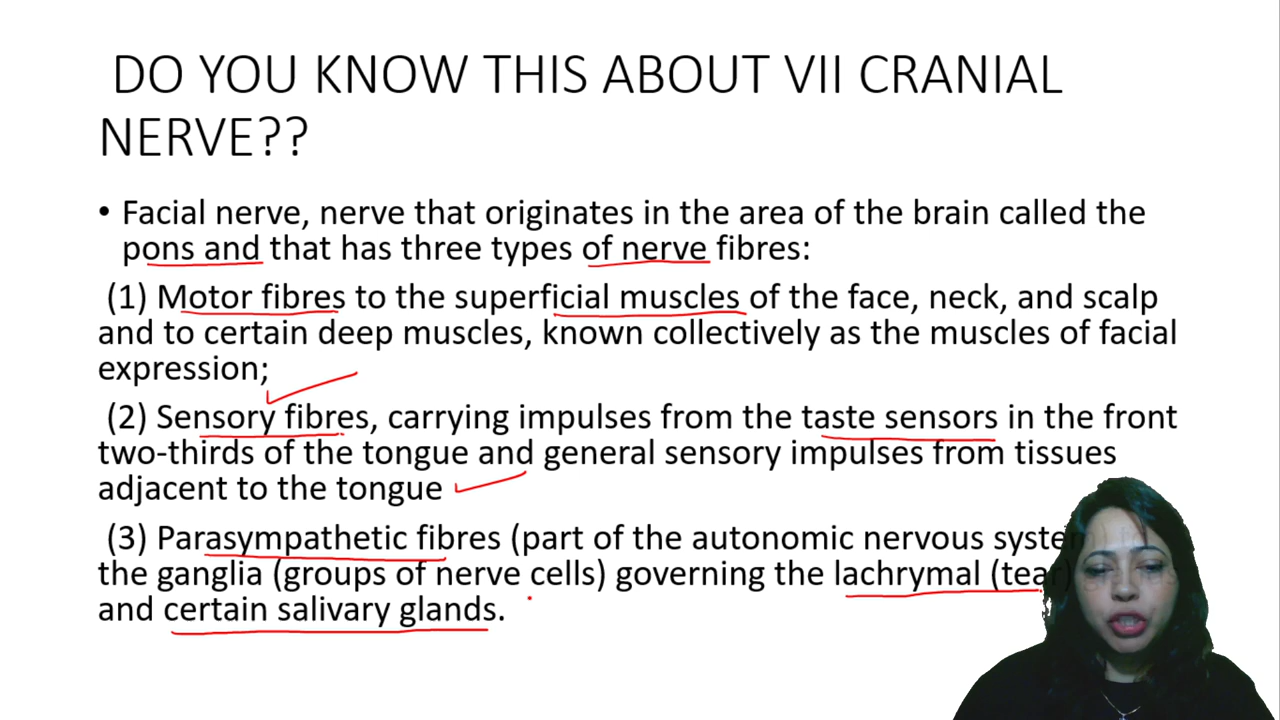 DO YOU KNOW THIS ABOUT VII CRANIAL
NERVE??
• Facial nerve, nerve that originates in the area of the brain called the
pons and that has three types of nerve fibres:
(1) Motor fibres to the superficial muscles of the face, neck, and scalp
and to certain deep muscles, known collectively as the muscles of facial
expression;
(2) Sensory fibres, carrying impulses from the taste sensors in the front
two-thirds of the tongue and general sensory impulses from tissues
adjacent to the tongue
(3) Parasympathetic fibres (part of the autonomic nervous
the ganglia (groups of nerve cells) governing the lachrymal (tear)
and certain salivary glands.